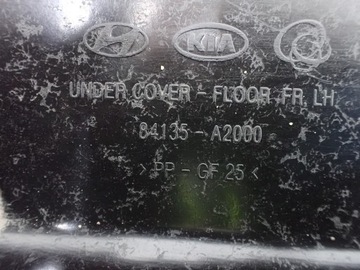 KIA
UNDER COVER - FLOOR. FR. LH
84135 - A2000
> PP - GF 25 <